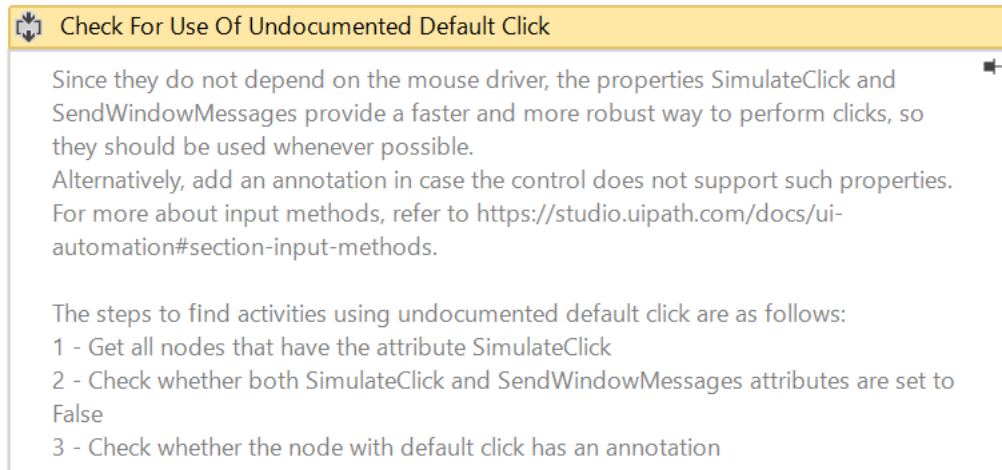 Check For Use Of Undocumented Default Click
Since they do not depend on the mouse driver, the properties SimulateClick and
SendWindowMessages provide a faster and more robust way to perform clicks, so
they should be used whenever possible.
Alternatively, add an annotation in case the control does not support such properties.
For more about input methods, refer to https://studio.uipath.com/docs/ui-
automation#section-input-methods.
The steps to find activities using undocumented default click are as follows:
1 - Get all nodes that have the attribute SimulateClick
2 - Check whether both SimulateClick and SendWindowMessages attributes are set to
False
3 - Check whether the node with default click has an annotation